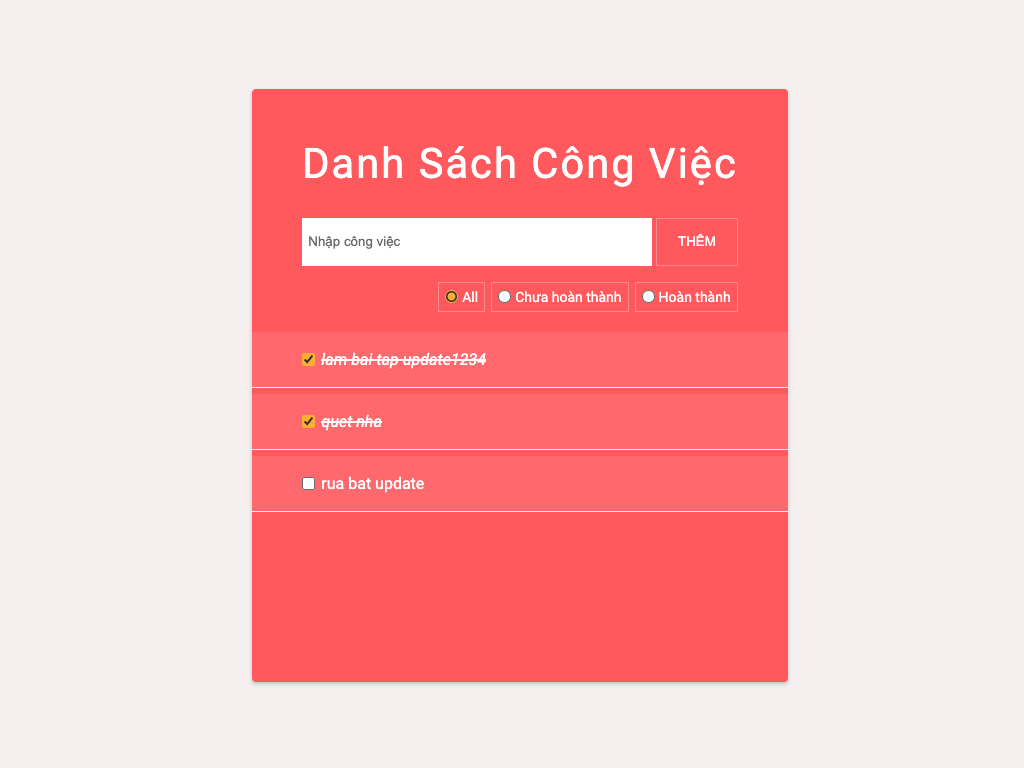 Danh Sách Công Việc
Nhập công việc THÊM
All Chưa hoàn thành Hoàn thành
lam bai tap update1234
quet nha
rua bat update